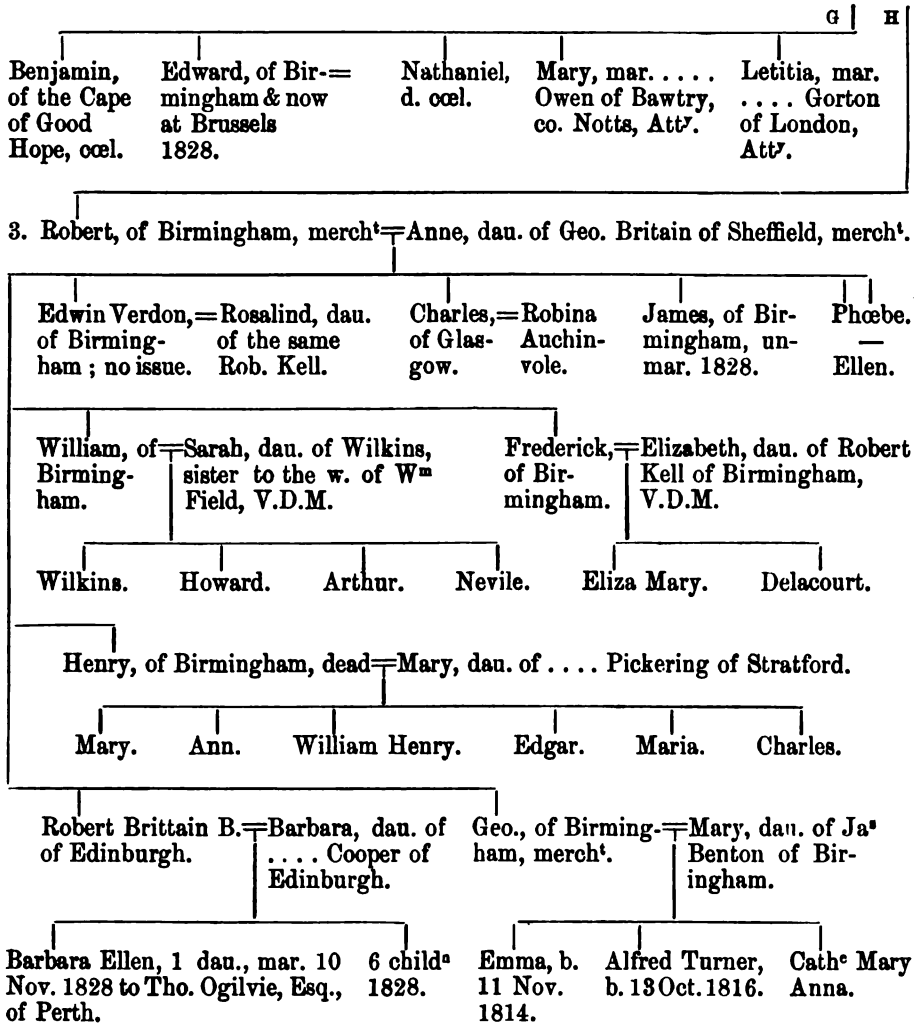 G H
Benjamin, of the Cape of Good Hope, cœl.
Edward, of Bir-=
mingham & now
at Brussels
1828.
Nathaniel,
d. cœl.
Mary, mar. . . . . .
Owen of Bawtry,
co. Notts, Attʸ.
Letitia, mar.
. . . . Gorton
of London,
Attʸ.
3. Robert, of Birmingham, merchᵗ=Anne, dau. of Geo. Britain of Sheffield, merchᵗ.
Edwin Verdon,=
of Birming-
ham ; no issue.
Rosalind, dau.
of the same
Rob. Kell.
Charles,=
of Glas-
gow.
Robina
Auchin-
vole.
James, of Bir-
mingham, un-
mar. 1828.
Phœbe.
—
Ellen.
William, of=
Birming-
ham.
Sarah, dau. of Wilkins,
sister to the w. of Wᵐ
Field, V.D.M.
Frederick,=
of Bir-
mingham.
Elizabeth, dau. of Robert
Kell of Birmingham,
V.D.M.
Wilkins. Howard. Arthur. Nevile. Eliza Mary. Delacourt.
Henry, of Birmingham, dead=Mary, dau. of . . . . Pickering of Stratford.
Mary. Ann. William Henry. Edgar. Maria. Charles.
Robert Brittain B.=
of Edinburgh.
Barbara, dau. of
. . . . Cooper of
Edinburgh.
Geo., of Birming-=
ham, merchᵗ.
Mary, dau. of Jaˢ
Benton of Bir-
ingham.
Barbara Ellen, 1 dau., mar. 10
Nov. 1828 to Tho. Ogilvie, Esq.,
of Perth.
6 childⁿ
1828.
Emma, b.
11 Nov.
1814.
Alfred Turner,
b. 13 Oct. 1816.
Cathᵉ Mary
Anna.